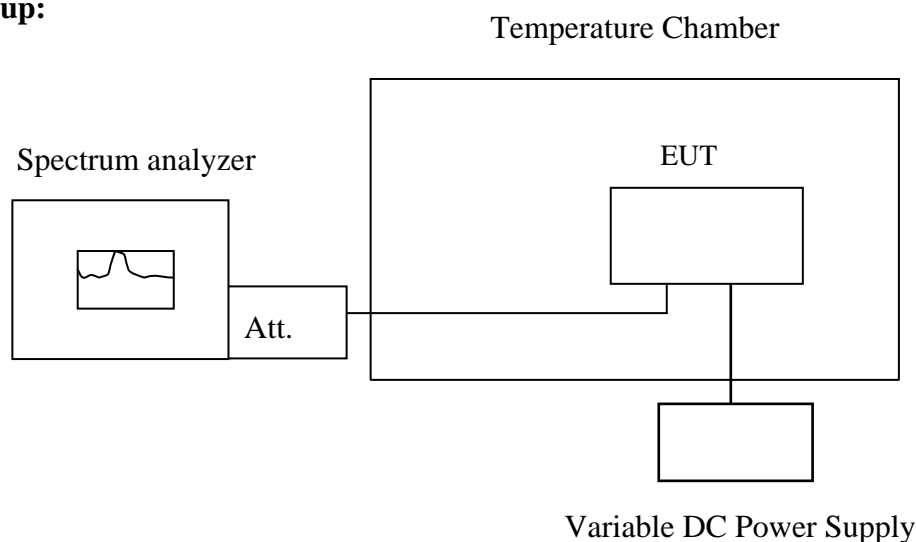 up:
Temperature Chamber
Spectrum analyzer
EUT
Att.
Variable DC Power Supply